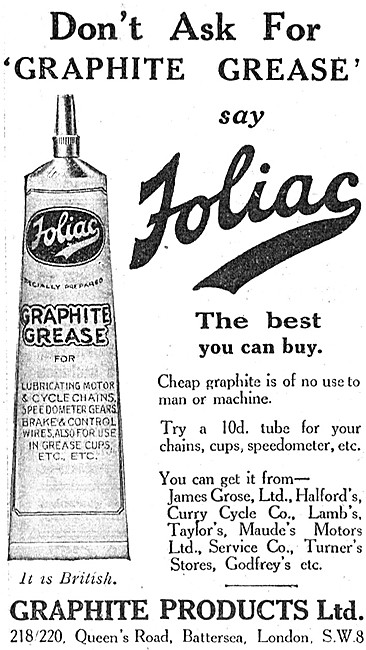 Don't Ask For
'GRAPHITE GREASE'
say
Foliac
Foliac
SPECIALLY PREPARED
GRAPHITE
GREASE
FOR
LUBRICATING MOTOR
& CYCLE CHAINS,
SPEEDOMETER GEARS,
BRAKE & CONTROL
WIRES, ALSO FOR USE
IN GREASE CUPS,
ETC., ETC.
It is British.
The best
you can buy.
Cheap graphite is of no use to
man or machine.
Try a 10d. tube for your
chains, cups, speedometer, etc.
You can get it from—
James Grose, Ltd., Halford's,
Curry Cycle Co., Lamb's,
Taylor's, Maude's Motors
Ltd., Service Co., Turner's
Stores, Godfrey's etc.
GRAPHITE PRODUCTS Ltd.
218/220, Queen's Road, Battersea, London, S.W.8